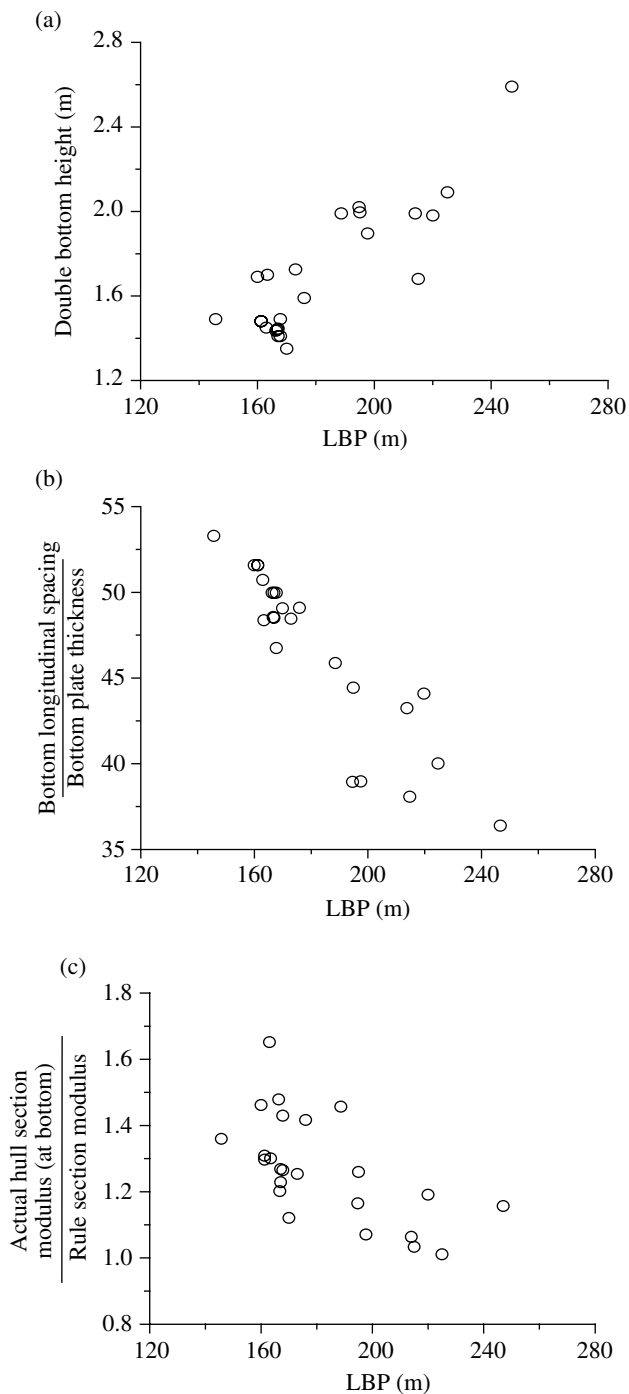 (a)
2.8
2.4
2.0
1.6
1.2
Double bottom height (m)
120 160 200 240 280
LBP (m)
(b)
55
50
45
40
35
Bottom longitudinal spacing
Bottom plate thickness
120 160 200 240 280
LBP (m)
(c)
1.8
1.6
1.4
1.2
1.0
0.8
Actual hull section
modulus (at bottom)
Rule section modulus
120 160 200 240 280
LBP (m)